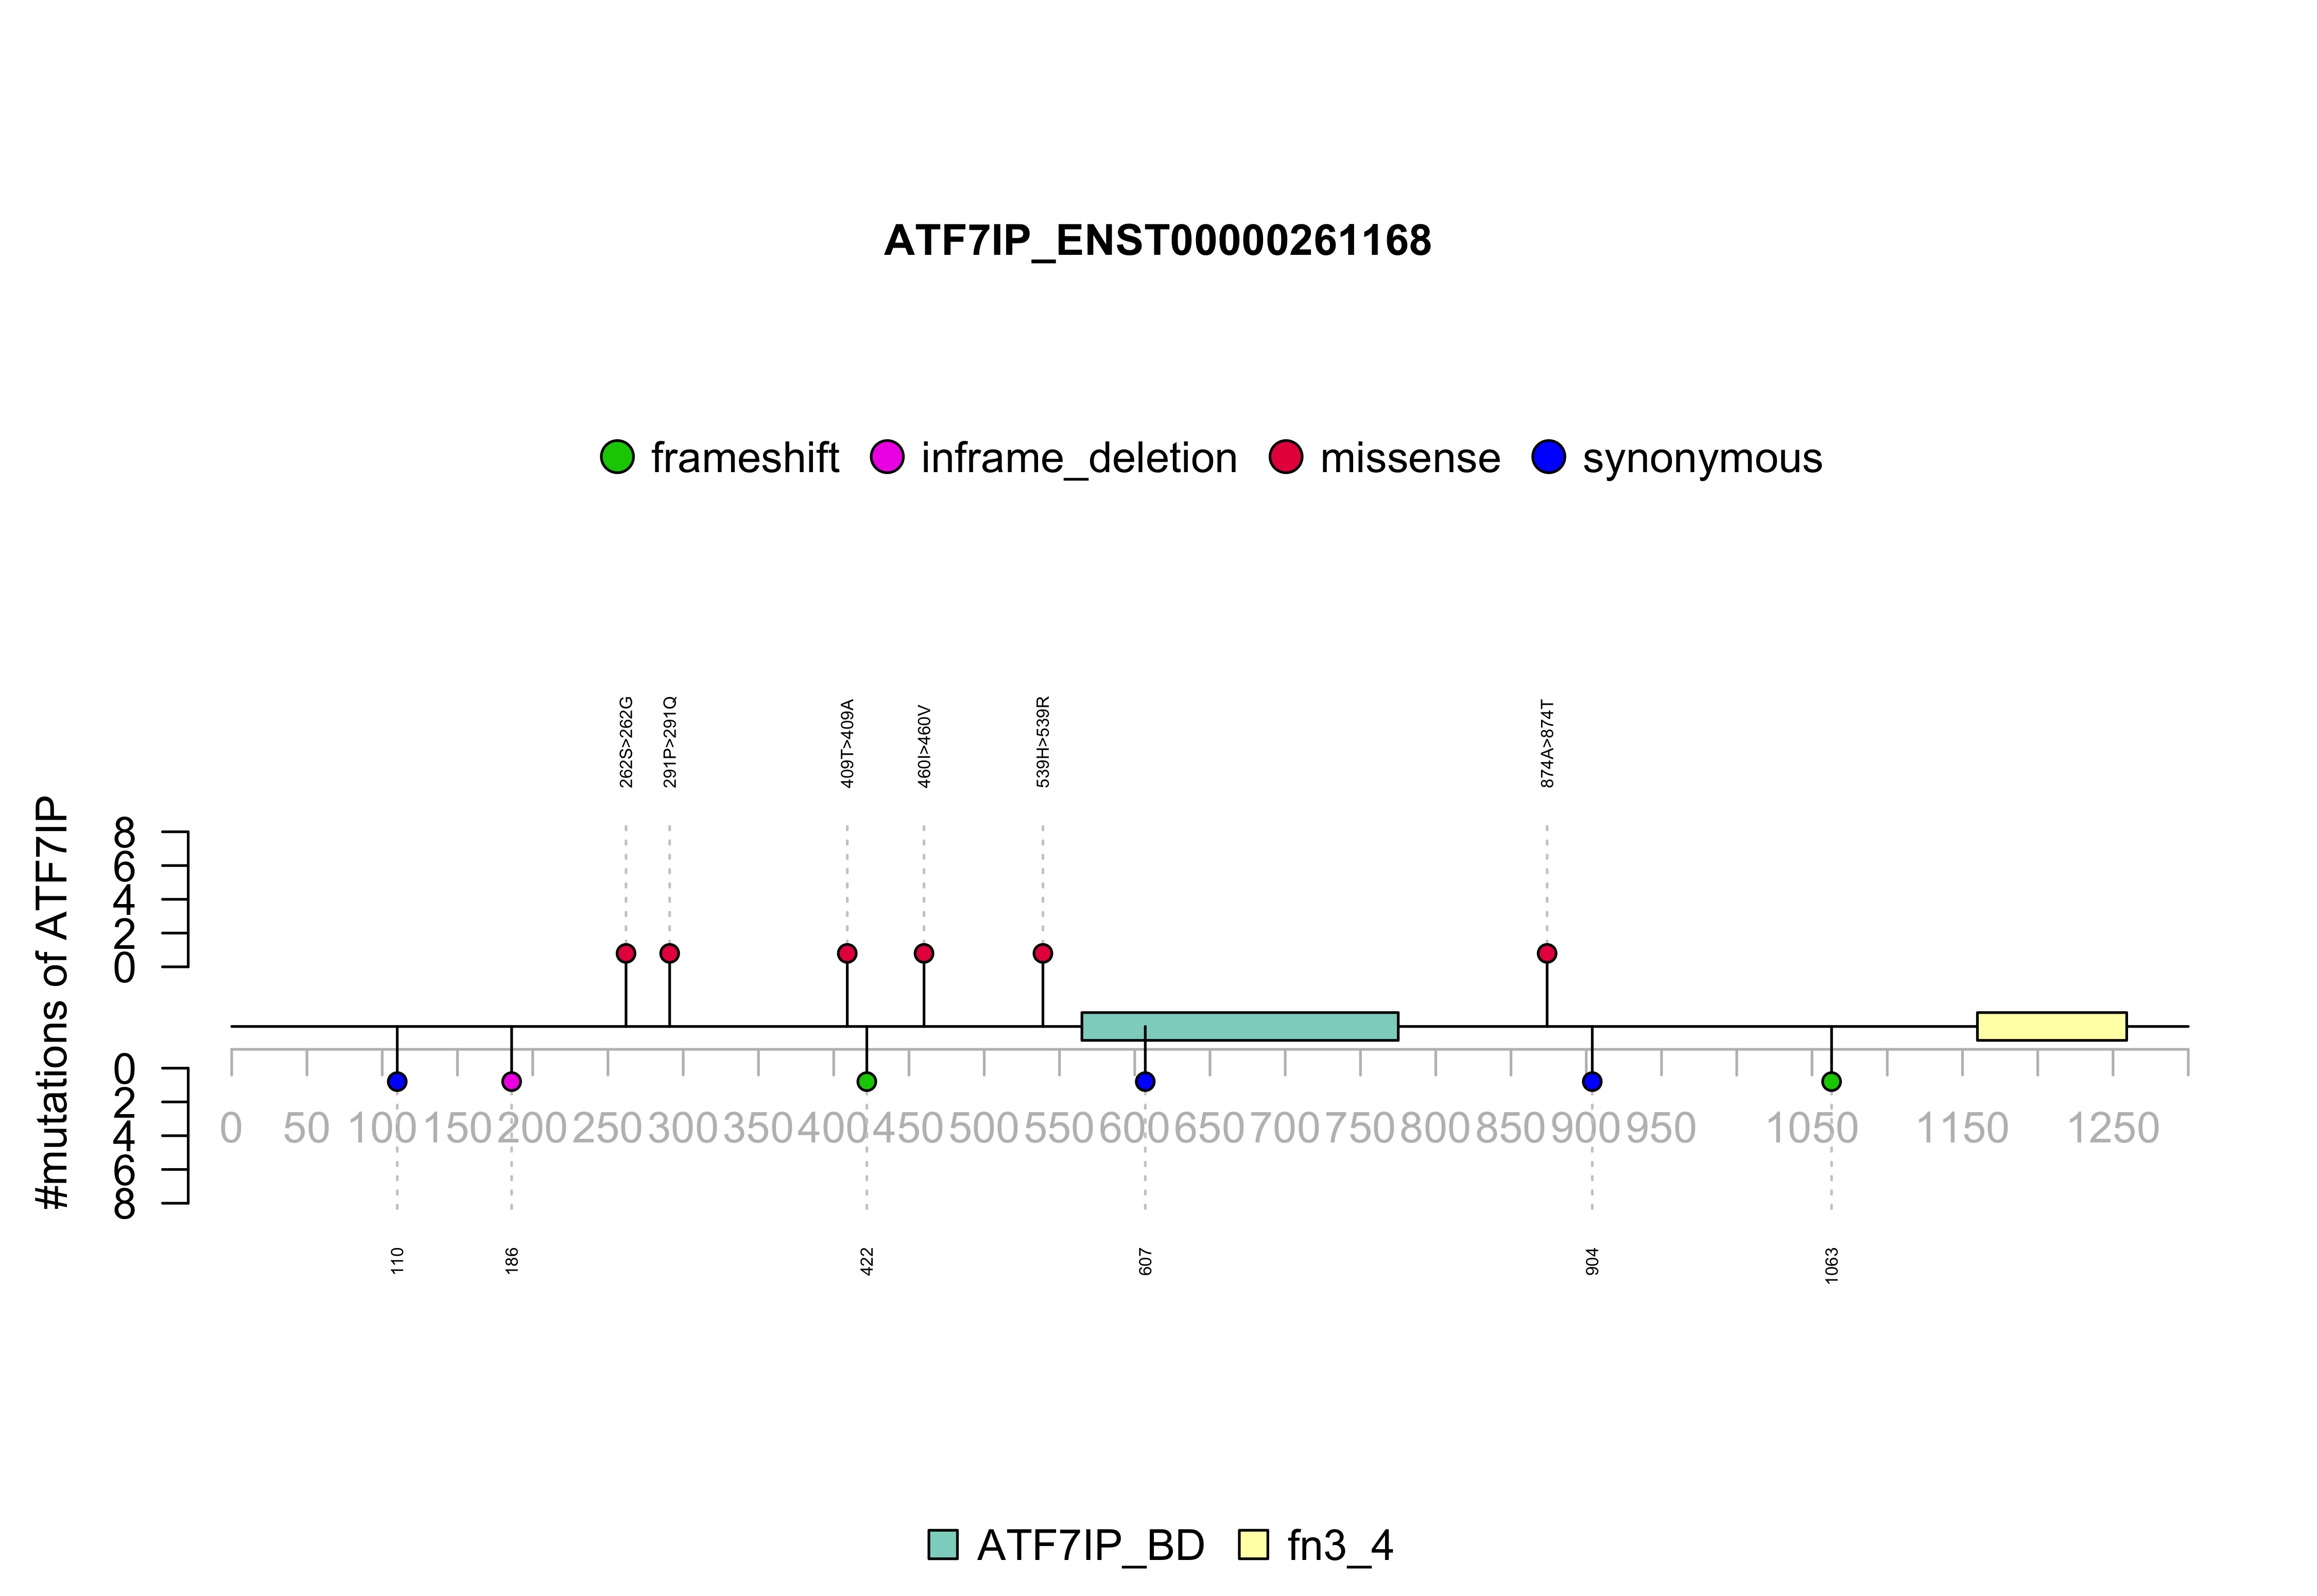 ATF7IP_ENST00000261168
frameshift inframe_deletion missense synonymous
262S>262G 291P>291Q 409T>409A 460I>460V 539H>539R 874A>874T
#mutations of ATF7IP
8
6
4
2
0
0
2
4
6
8
0 50 100 150 200 250 300 350 400 450 500 550 600 650 700 750 800 850 900 950 1050 1150 1250
110 186 422 607 904 1063
ATF7IP_BD fn3_4